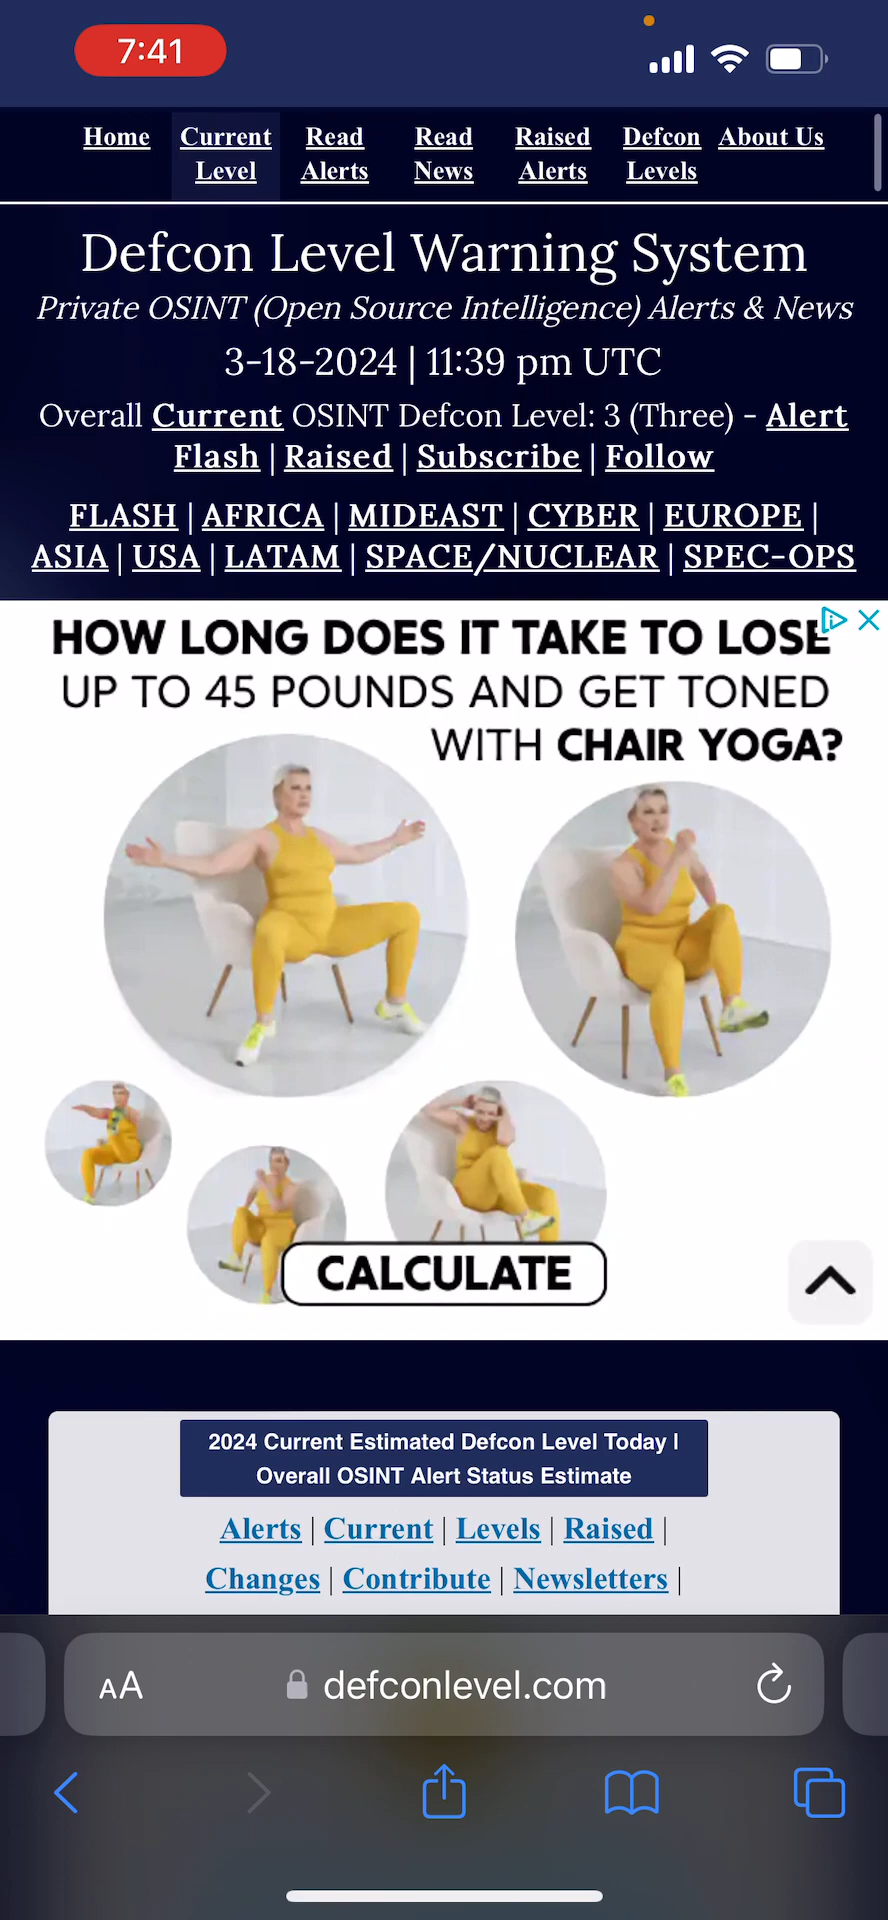 7:41
Home
Current
Level
Read
Alerts
Read
News
Raised
Alerts
Defcon
Levels
About Us
Defcon Level Warning System
Private OSINT (Open Source Intelligence) Alerts & News
3-18-2024 | 11:39 pm UTC
Overall Current OSINT Defcon Level: 3 (Three) - Alert
Flash | Raised | Subscribe | Follow
FLASH | AFRICA | MIDEAST | CYBER | EUROPE |
ASIA | USA | LATAM | SPACE/NUCLEAR | SPEC-OPS
HOW LONG DOES IT TAKE TO LOSE
UP TO 45 POUNDS AND GET TONED
WITH CHAIR YOGA?
CALCULATE
2024 Current Estimated Defcon Level Today |
Overall OSINT Alert Status Estimate
Alerts | Current | Levels | Raised |
Changes | Contribute | Newsletters |
AA
defconlevel.com